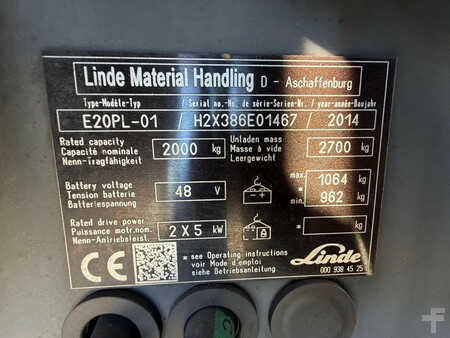 Linde Material Handling D - Aschaffenburg
Type-Modèle-Typ / Serial no.-No. de série-Serien-Nr. / year-année-Baujahr
E20PL-01 / H2X386E01467 / 2014
Rated capacity
Capacité nominale
Nenn-Tragfähigkeit
2000 kg
Unladen mass
Masse à vide
Leergewicht
2700 kg
Battery voltage
Tension batterie
Batteriespannung
48 V
max.
1064 kg
*
min.
962 kg
Rated drive power
Puissance motr.nom.
Nenn-Antriebsleist.
2 X 5 kW
kg
CE
* see Operating instructions
voir Mode d'emploi
siehe Betriebsanleitung
Linde
000 938 45 25